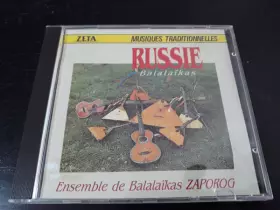 ZETA MUSIQUES TRADITIONNELLES
RUSSIE
Balalaïkas
Ensemble de Balalaïkas ZAPOROG